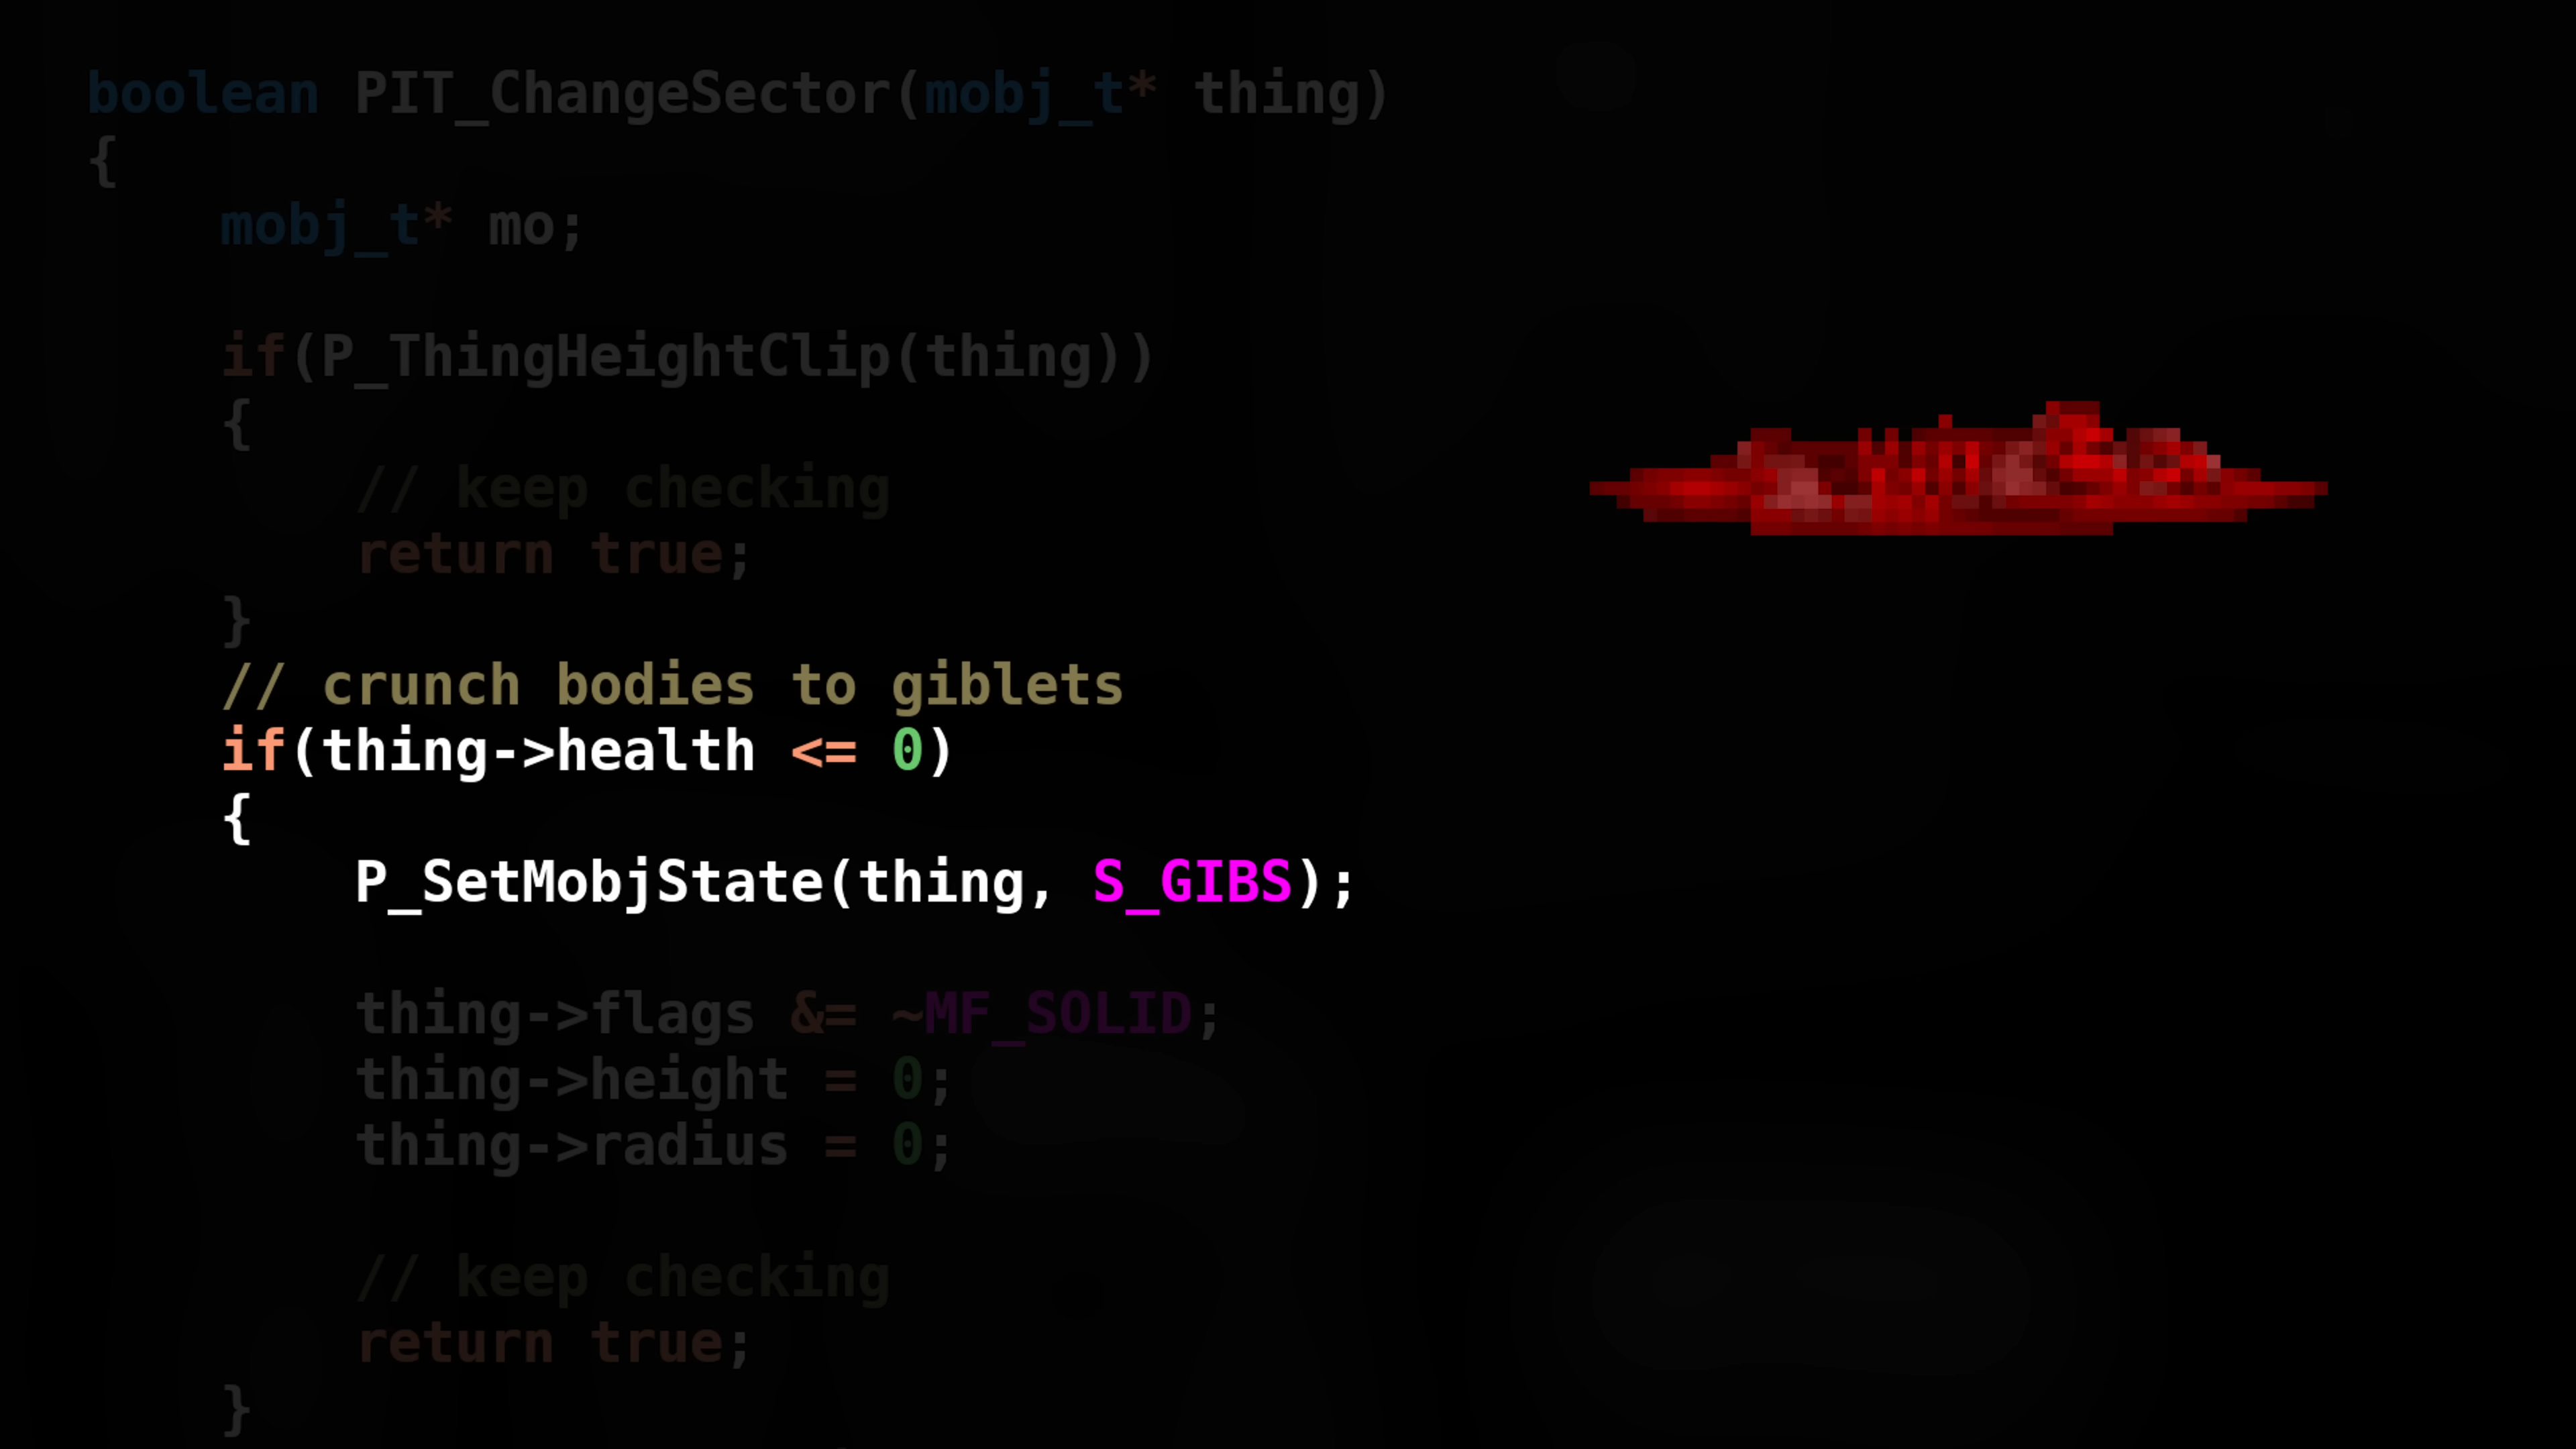 boolean PIT_ChangeSector(mobj_t* thing)
{
mobj_t* mo;
if(P_ThingHeightClip(thing))
{
// keep checking
return true;
}
// crunch bodies to giblets
if(thing->health <= 0)
{
P_SetMobjState(thing, S_GIBS);
thing->flags &= ~MF_SOLID;
thing->height = 0;
thing->radius = 0;
// keep checking
return true;
}